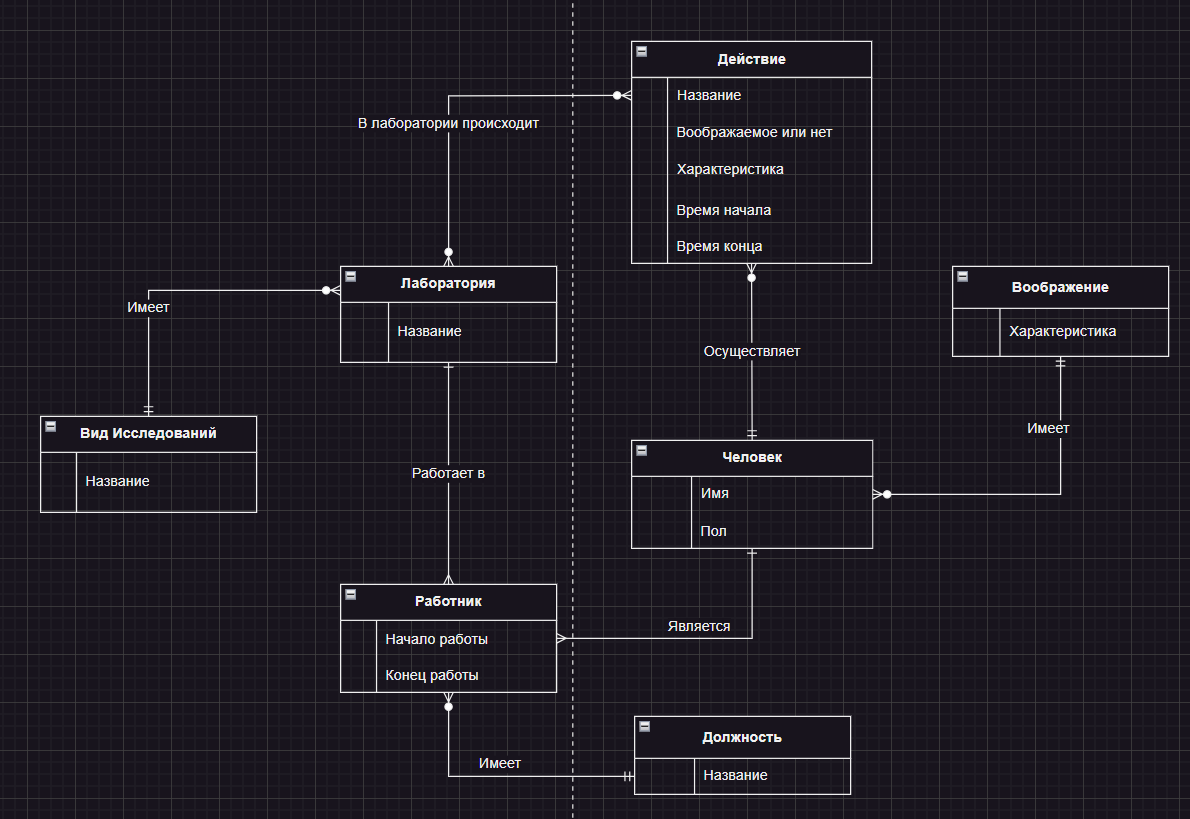 Действие
Название
Воображаемое или нет
Характеристика
Время начала
Время конца
В лаборатории происходит
Лаборатория
Название
Имеет
Вид Исследований
Название
Осуществляет
Воображение
Характеристика
Имеет
Человек
Имя
Пол
Работает в
Работник
Начало работы
Конец работы
Является
Имеет
Должность
Название